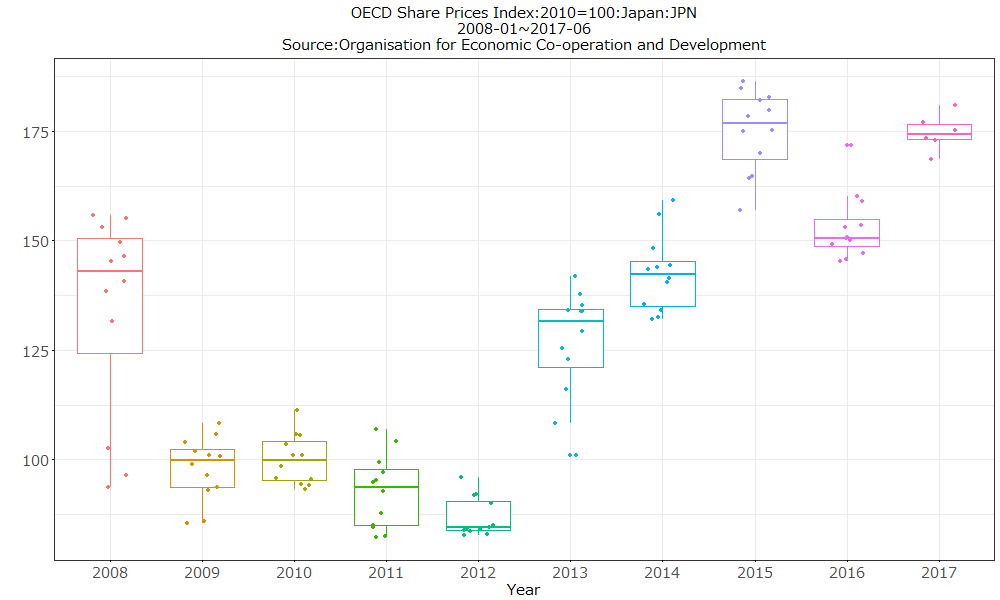 OECD Share Prices Index:2010=100:Japan:JPN
2008-01~2017-06
Source:Organisation for Economic Co-operation and Development
175
150
125
100
2008 2009 2010 2011 2012 2013 2014 2015 2016 2017
Year